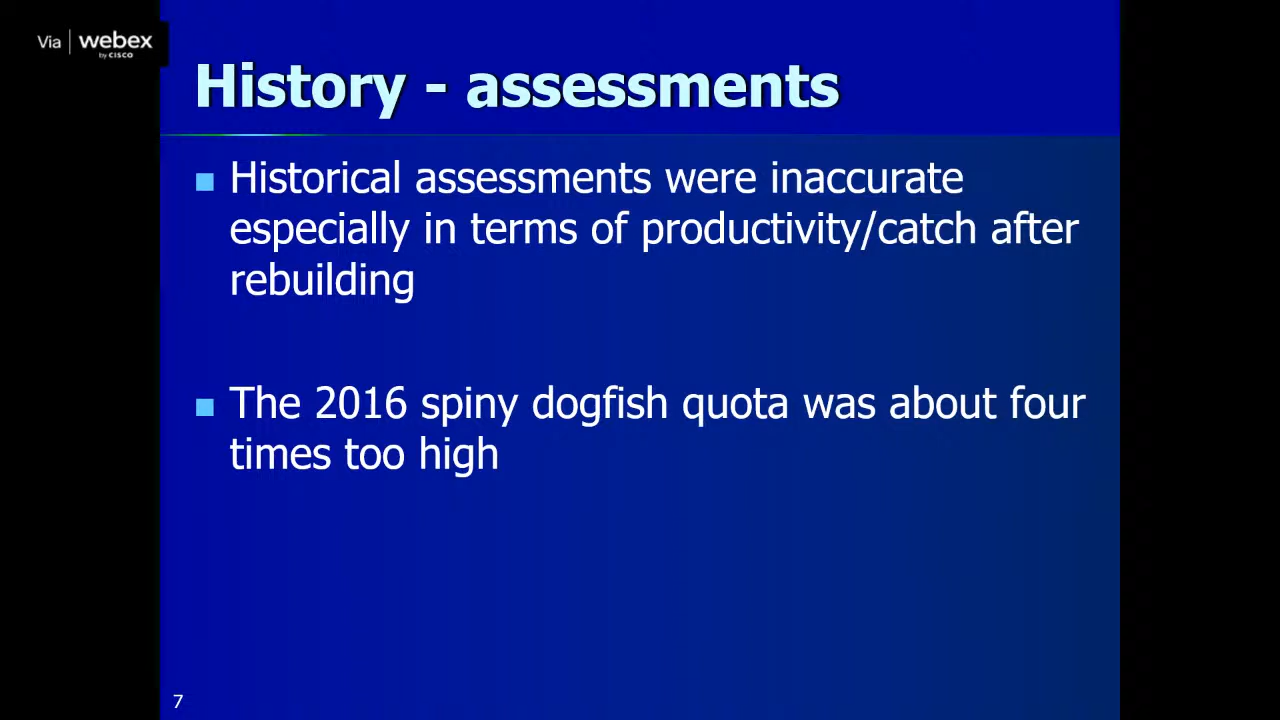 Via | webex
by CISCO
History - assessments
Historical assessments were inaccurate
especially in terms of productivity/catch after
rebuilding
The 2016 spiny dogfish quota was about four
times too high
7